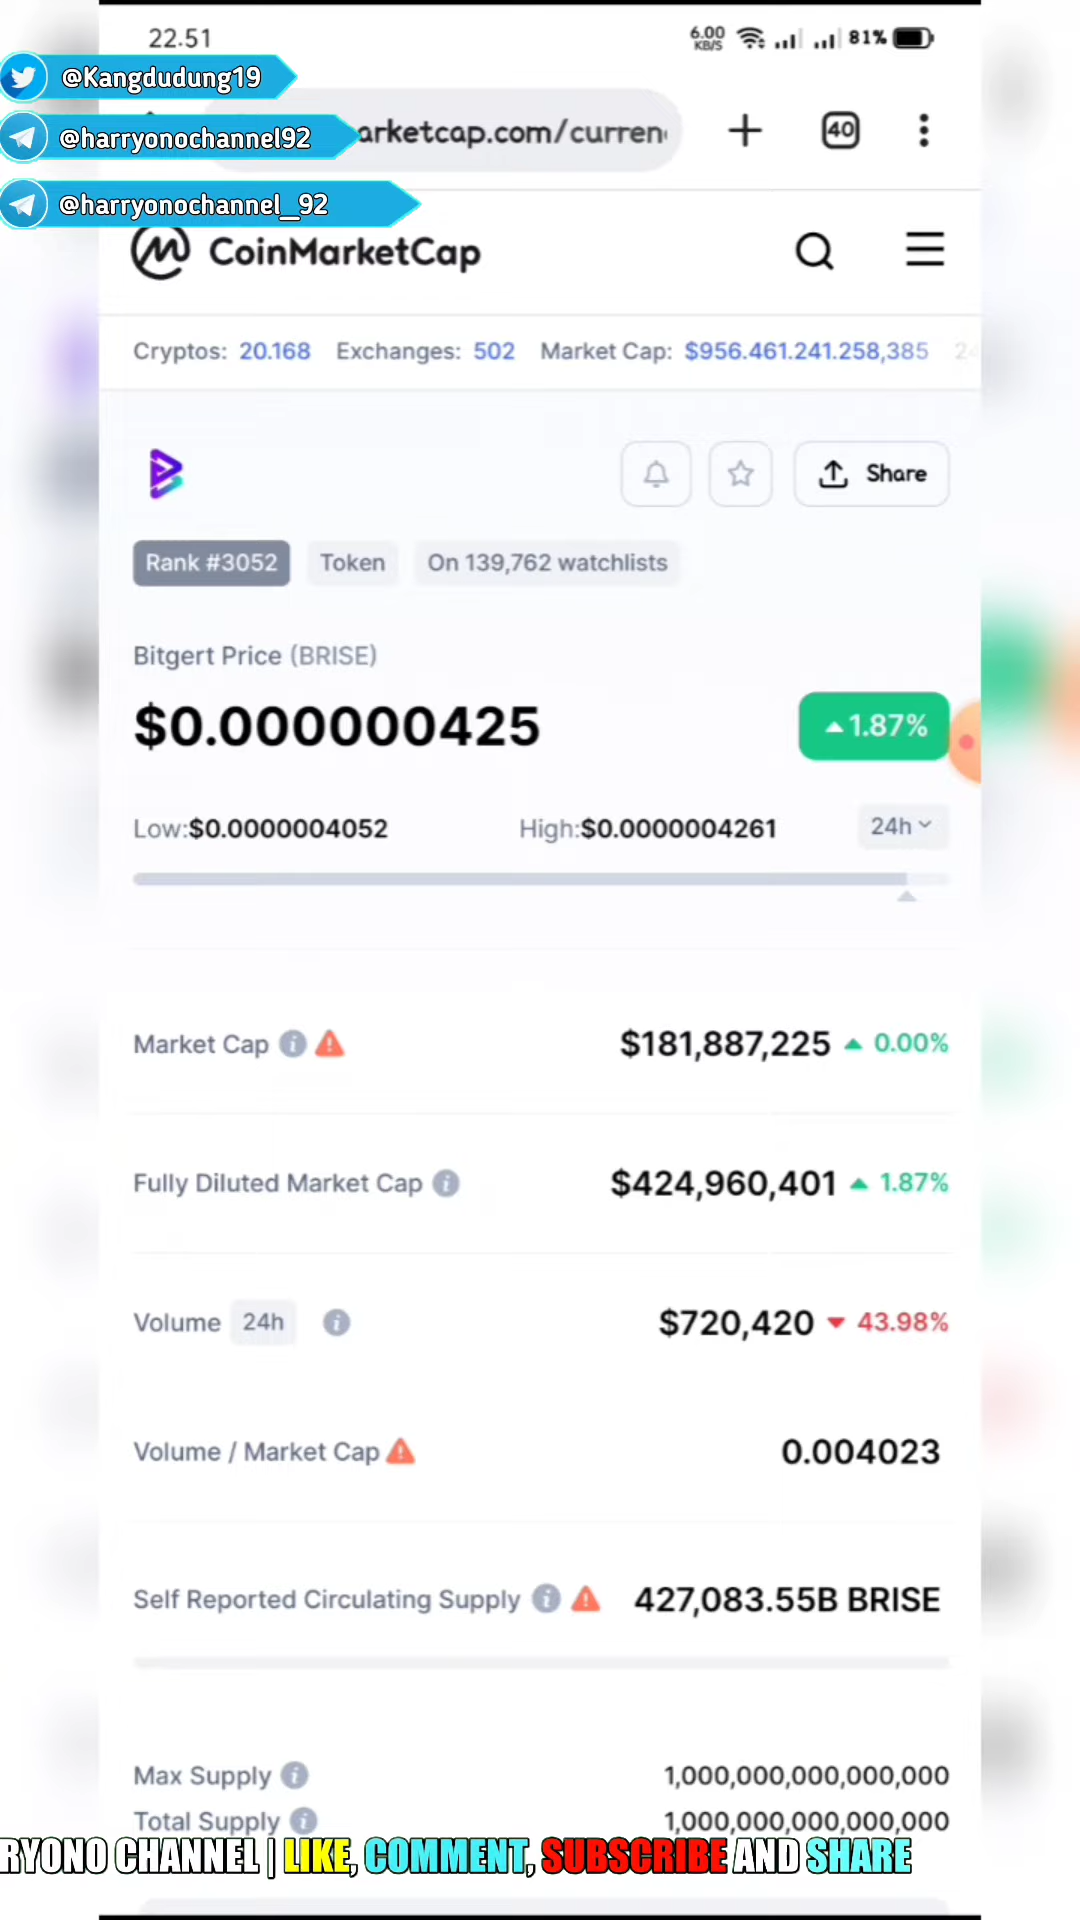 22.51
6.00 KB/S
81%
@Kangdudung19
@harryonochannel92
arketcap.com/curren
40
@harryonochannel_92
CoinMarketCap
Cryptos: 20.168 Exchanges: 502 Market Cap: $956.461.241.258,385 24
Share
Rank #3052 Token On 139,762 watchlists
Bitgert Price (BRISE)
$0.000000425
1.87%
Low:$0.0000004052 High:$0.0000004261 24h
Market Cap $181,887,225 0.00%
Fully Diluted Market Cap $424,960,401 1.87%
Volume 24h $720,420 43.98%
Volume / Market Cap 0.004023
Self Reported Circulating Supply 427,083.55B BRISE
Max Supply 1,000,000,000,000,000
Total Supply 1,000,000,000,000,000
RYONO CHANNEL | LIKE, COMMENT, SUBSCRIBE AND SHARE